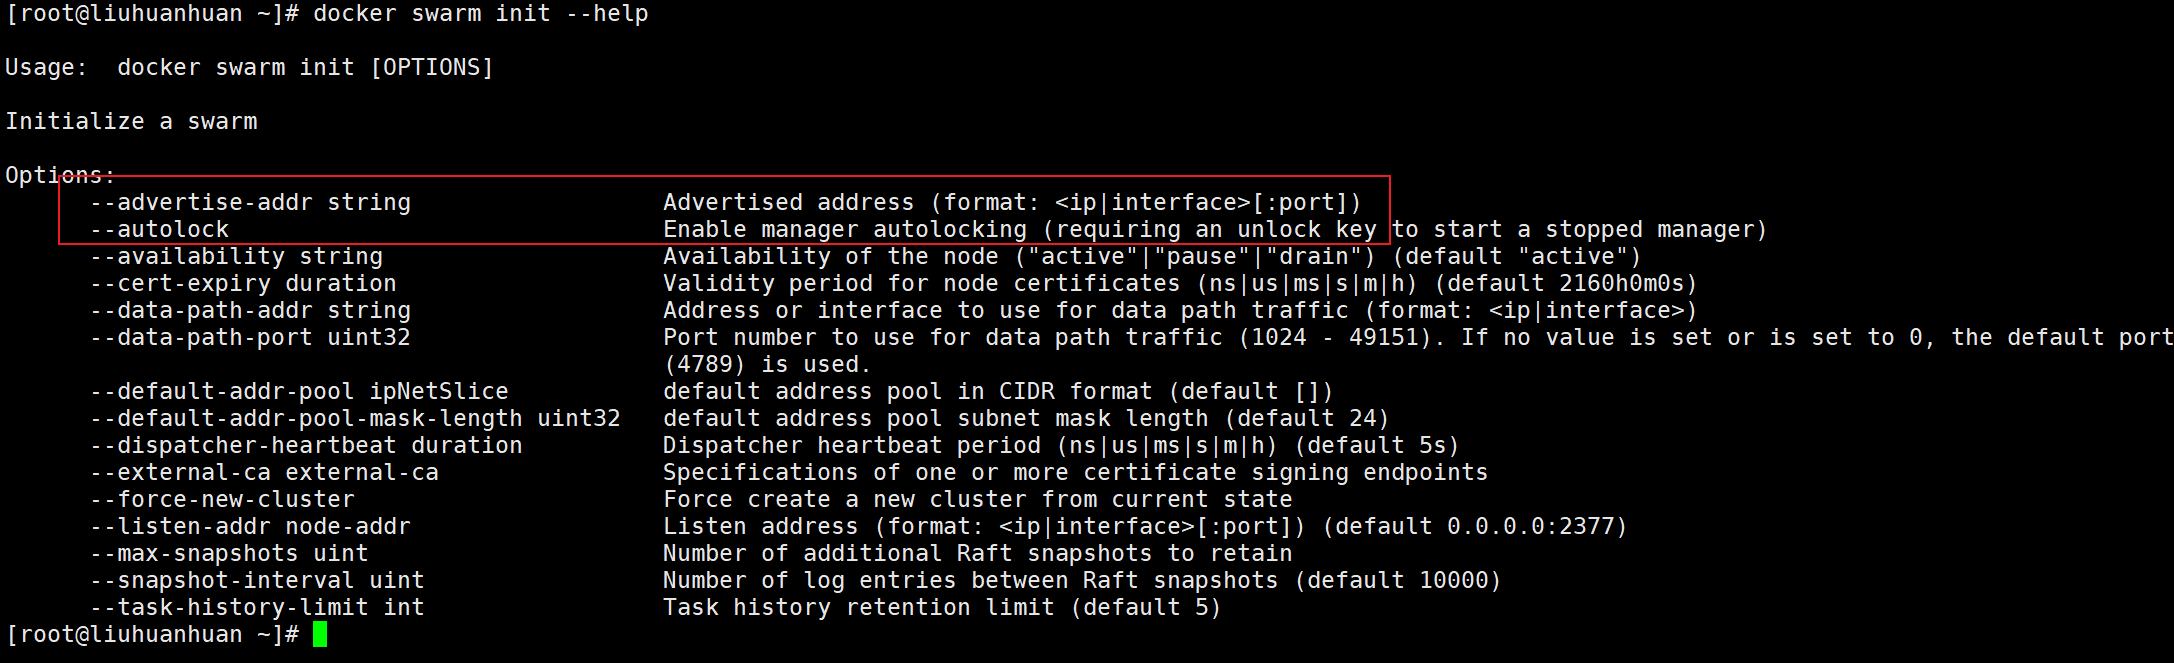 [root@liuhuanhuan ~]# docker swarm init --help
Usage:  docker swarm init [OPTIONS]
Initialize a swarm
Options:
      --advertise-addr string                  Advertised address (format: <ip|interface>[:port])
      --autolock                               Enable manager autolocking (requiring an unlock key to start a stopped manager)
      --availability string                    Availability of the node ("active"|"pause"|"drain") (default "active")
      --cert-expiry duration                   Validity period for node certificates (ns|us|ms|s|m|h) (default 2160h0m0s)
      --data-path-addr string                  Address or interface to use for data path traffic (format: <ip|interface>)
      --data-path-port uint32                  Port number to use for data path traffic (1024 - 49151). If no value is set or is set to 0, the default port
                                               (4789) is used.
      --default-addr-pool ipNetSlice           default address pool in CIDR format (default [])
      --default-addr-pool-mask-length uint32   default address pool subnet mask length (default 24)
      --dispatcher-heartbeat duration          Dispatcher heartbeat period (ns|us|ms|s|m|h) (default 5s)
      --external-ca external-ca                Specifications of one or more certificate signing endpoints
      --force-new-cluster                      Force create a new cluster from current state
      --listen-addr node-addr                  Listen address (format: <ip|interface>[:port]) (default 0.0.0.0:2377)
      --max-snapshots uint                     Number of additional Raft snapshots to retain
      --snapshot-interval uint                 Number of log entries between Raft snapshots (default 10000)
      --task-history-limit int                 Task history retention limit (default 5)
[root@liuhuanhuan ~]#